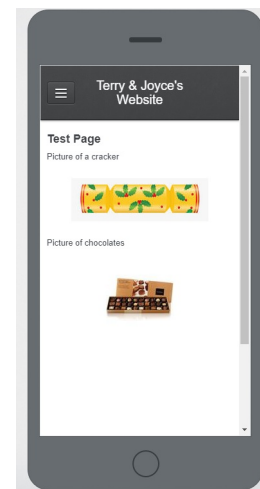 Terry & Joyce's
Website
Test Page
Picture of a cracker
Picture of chocolates